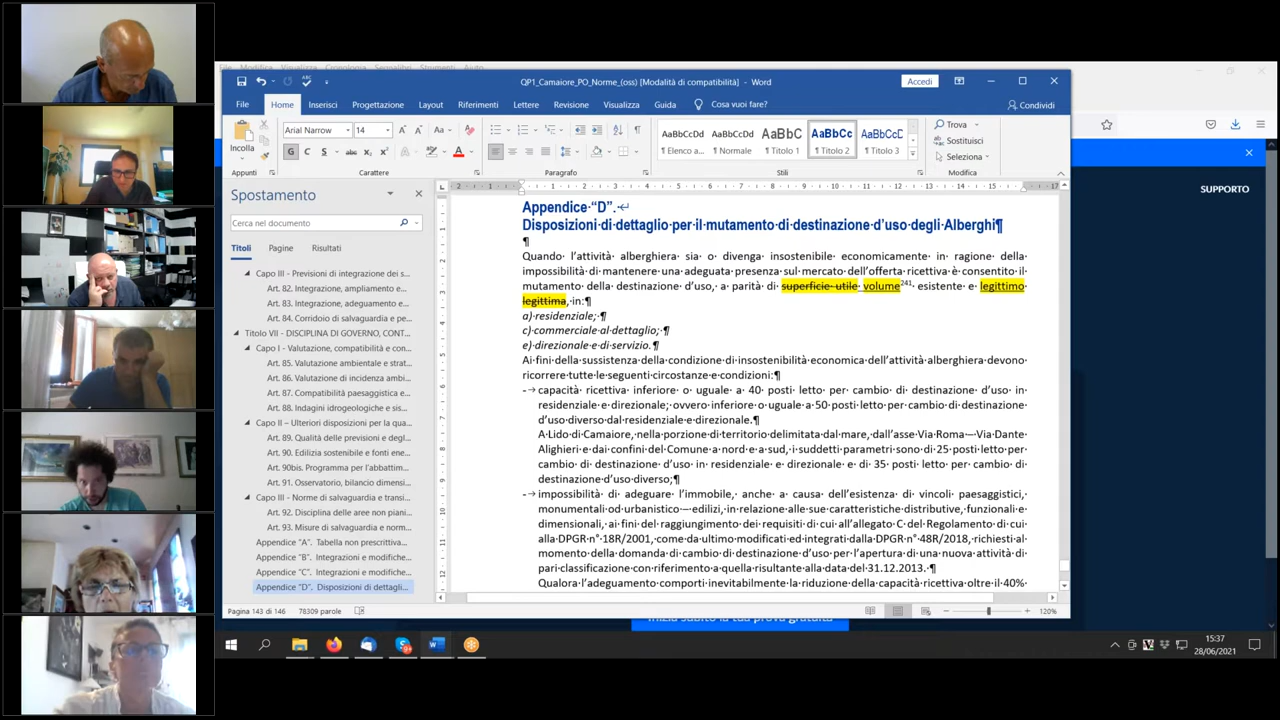 QP1_Camaiore_PO_Norme_(oss) [Modalità di compatibilità] - Word
Accedi
File Home Inserisci Progettazione Layout Riferimenti Lettere Revisione Visualizza Guida Cosa vuoi fare? Condividi
Incolla
Arial Narrow 14
Aa
G C S abc x₂ x²
AaBbCcDd AaBbCcDd AaBbC AaBbCc AaBbCcD
Elenco a... ¶ Normale Titolo 1 ¶ Titolo 2 ¶ Titolo 3
Trova
Sostituisci
Seleziona
Appunti Carattere Paragrafo Stili Modifica
SUPPORTO
Spostamento
Cerca nel documento
Titoli Pagine Risultati
Capo III - Previsioni di integrazione dei s...
Art. 82. Integrazione, ampliamento e...
Art. 83. Integrazione, adeguamento e...
Art. 84. Corridoio di salvaguardia e r...
Titolo VII - DISCIPLINA DI GOVERNO, CONT...
Capo I - Valutazione, compatibilità e con...
Art. 85. Valutazione ambientale e strat...
Art. 86. Valutazione di incidenza ambi...
Art. 87. Compatibilità paesaggistica e...
Art. 88. Indagini idrogeologiche e sis...
Capo II – Ulteriori disposizioni per la qua...
Art. 89. Qualità delle previsioni e degl...
Art. 90. Edilizia sostenibile e fonti ene...
Art. 90bis. Programma per l'abbattim...
Art. 91. Osservatorio, bilancio dimensi...
Capo III - Norme di salvaguardia e transi...
Art. 92. Disciplina delle aree non piani...
Art. 93. Misure di salvaguardia e norm...
Appendice "A". Tabella non prescrittiva...
Appendice "B". Integrazioni e modifiche...
Appendice "C". Integrazioni e modifiche...
Appendice "D". Disposizioni di dettagli...
Appendice "D".
Disposizioni di dettaglio per il mutamento di destinazione d'uso degli Alberghi¶
¶
Quando l'attività alberghiera sia o divenga insostenibile economicamente in ragione della
impossibilità di mantenere una adeguata presenza sul mercato dell'offerta ricettiva è consentito il
mutamento della destinazione d'uso, a parità di superficie utile volume²⁴¹ esistente e legittimo
legittima, in:¶
a) residenziale; ¶
c) commerciale al dettaglio; ¶
e) direzionale e di servizio. ¶
Ai fini della sussistenza della condizione di insostenibilità economica dell'attività alberghiera devono
ricorrere tutte le seguenti circostanze e condizioni:¶
- capacità ricettiva inferiore o uguale a 40 posti letto per cambio di destinazione d'uso in
residenziale e direzionale; ovvero inferiore o uguale a 50 posti letto per cambio di destinazione
d'uso diverso dal residenziale e direzionale.¶
A Lido di Camaiore, nella porzione di territorio delimitata dal mare, dall'asse Via Roma – Via Dante
Alighieri e dai confini del Comune a nord e a sud, i suddetti parametri sono di 25 posti letto per
cambio di destinazione d'uso in residenziale e direzionale e di 35 posti letto per cambio di
destinazione d'uso diverso;¶
- impossibilità di adeguare l'immobile, anche a causa dell'esistenza di vincoli paesaggistici,
monumentali od urbanistico – edilizi, in relazione alle sue caratteristiche distributive, funzionali e
dimensionali, ai fini del raggiungimento dei requisiti di cui all'allegato C del Regolamento di cui
alla DPGR n° 18R/2001, come da ultimo modificati ed integrati dalla DPGR n° 48R/2018, richiesti al
momento della domanda di cambio di destinazione d'uso per l'apertura di una nuova attività di
pari classificazione con riferimento a quella risultante alla data del 31.12.2013. ¶
Qualora l'adeguamento comporti inevitabilmente la riduzione della capacità ricettiva oltre il 40%
Pagina 143 di 146 78309 parole 120%
Inizia subito la tua prova gratuita
15:37
28/06/2021